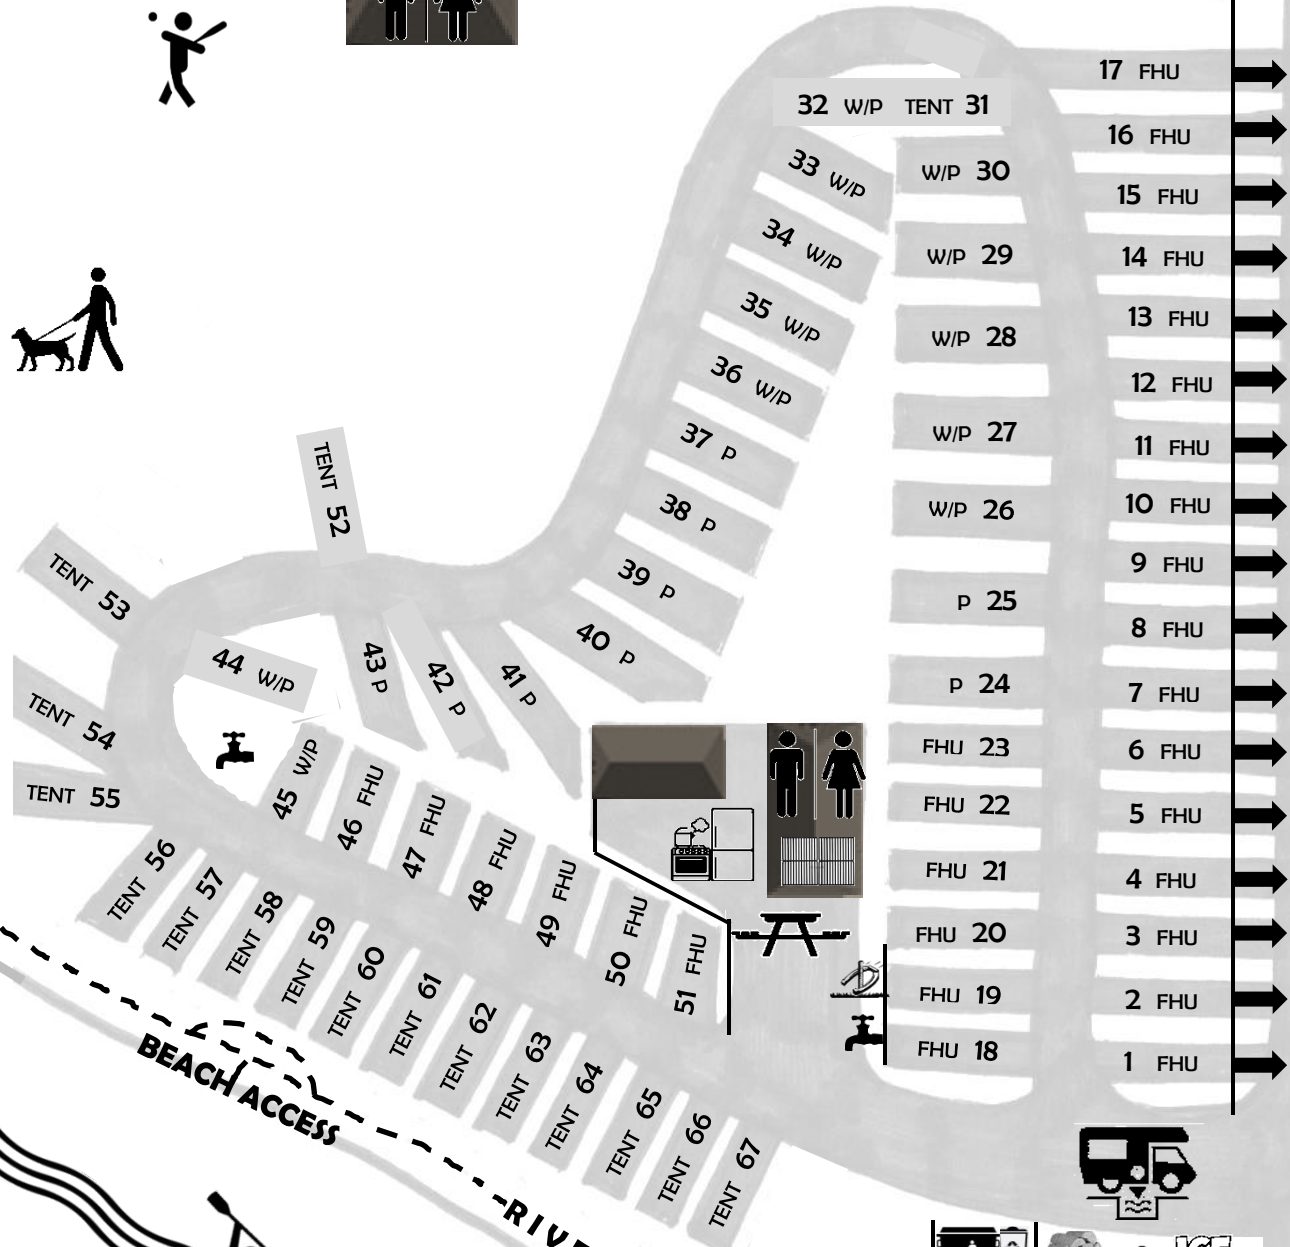 17 FHU
32 W/P TENT 31
16 FHU
33 W/P
W/P 30
15 FHU
34 W/P
W/P 29
14 FHU
35 W/P
W/P 28
13 FHU
36 W/P
12 FHU
37 P
W/P 27
11 FHU
TENT 52
38 P
W/P 26
10 FHU
TENT 53
39 P
9 FHU
40 P
P 25
8 FHU
44 W/P
43 P
42 P
41 P
P 24
7 FHU
TENT 54
FHU 23
6 FHU
TENT 55
45 W/P
46 FHU
47 FHU
48 FHU
49 FHU
50 FHU
51 FHU
FHU 22
5 FHU
FHU 21
4 FHU
FHU 20
3 FHU
FHU 19
2 FHU
FHU 18
1 FHU
TENT 56
TENT 57
TENT 58
TENT 59
TENT 60
TENT 61
TENT 62
TENT 63
TENT 64
TENT 65
TENT 66
TENT 67
BEACH ACCESS